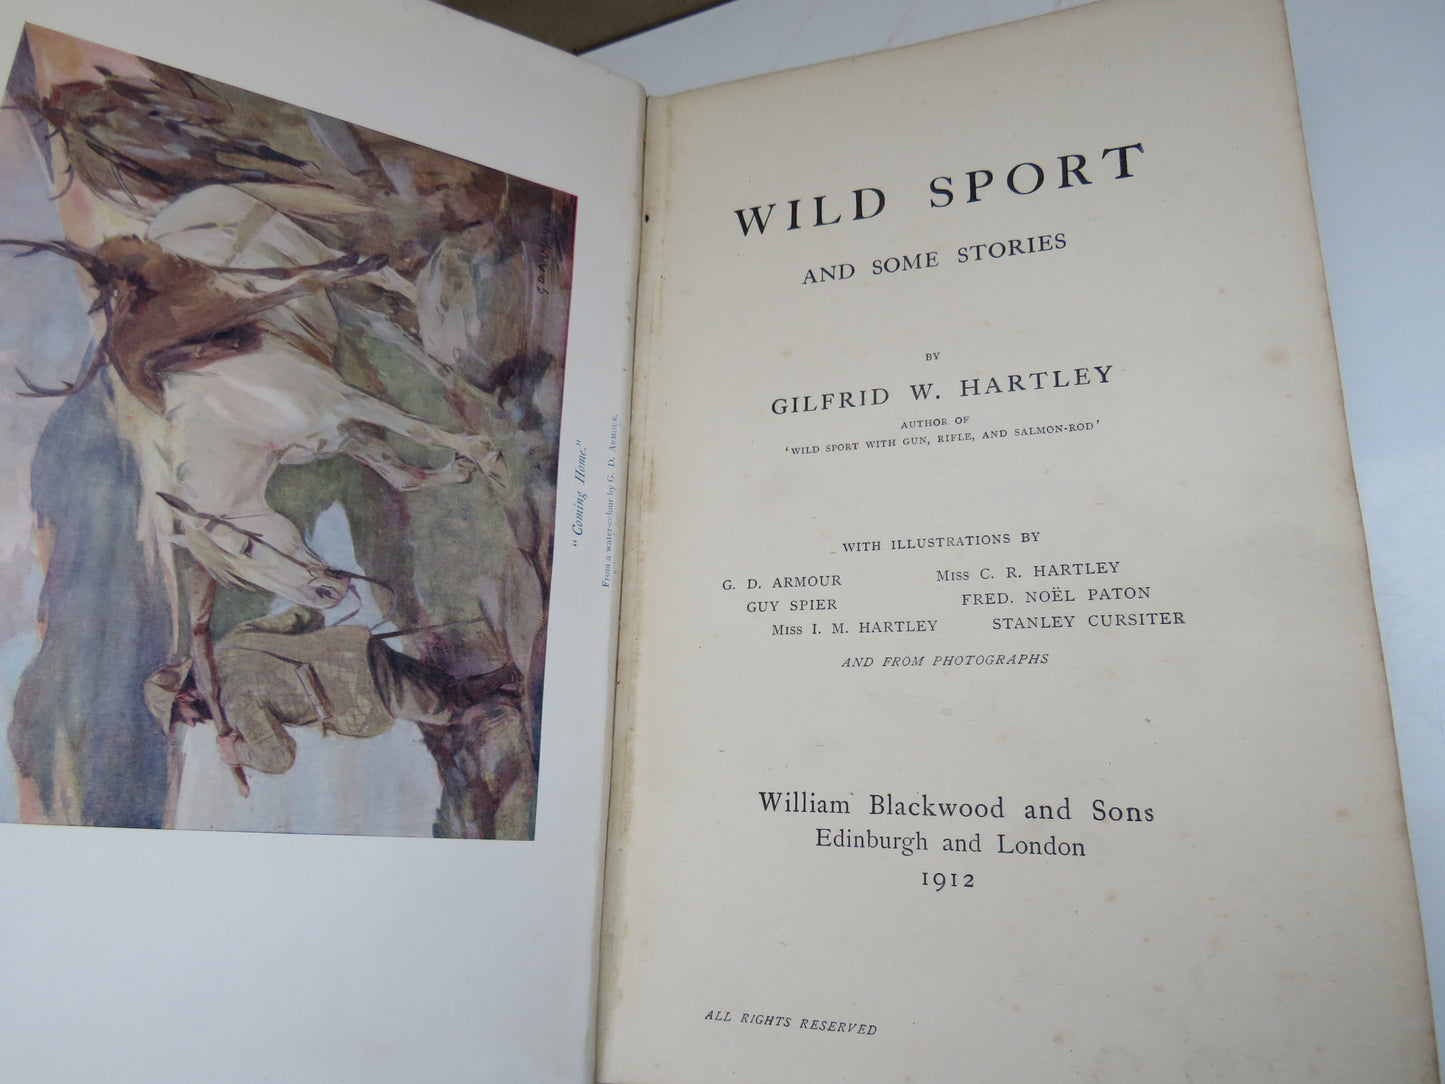 G. D. ARMOUR
"Coming Home."
From a water-colour by G. D. ARMOUR.
WILD SPORT
AND SOME STORIES
BY
GILFRID W. HARTLEY
AUTHOR OF
'WILD SPORT WITH GUN, RIFLE, AND SALMON-ROD'
WITH ILLUSTRATIONS BY
G. D. ARMOUR Miss C. R. HARTLEY
GUY SPIER FRED. NOËL PATON
Miss I. M. HARTLEY STANLEY CURSITER
AND FROM PHOTOGRAPHS
William Blackwood and Sons
Edinburgh and London
1912
ALL RIGHTS RESERVED